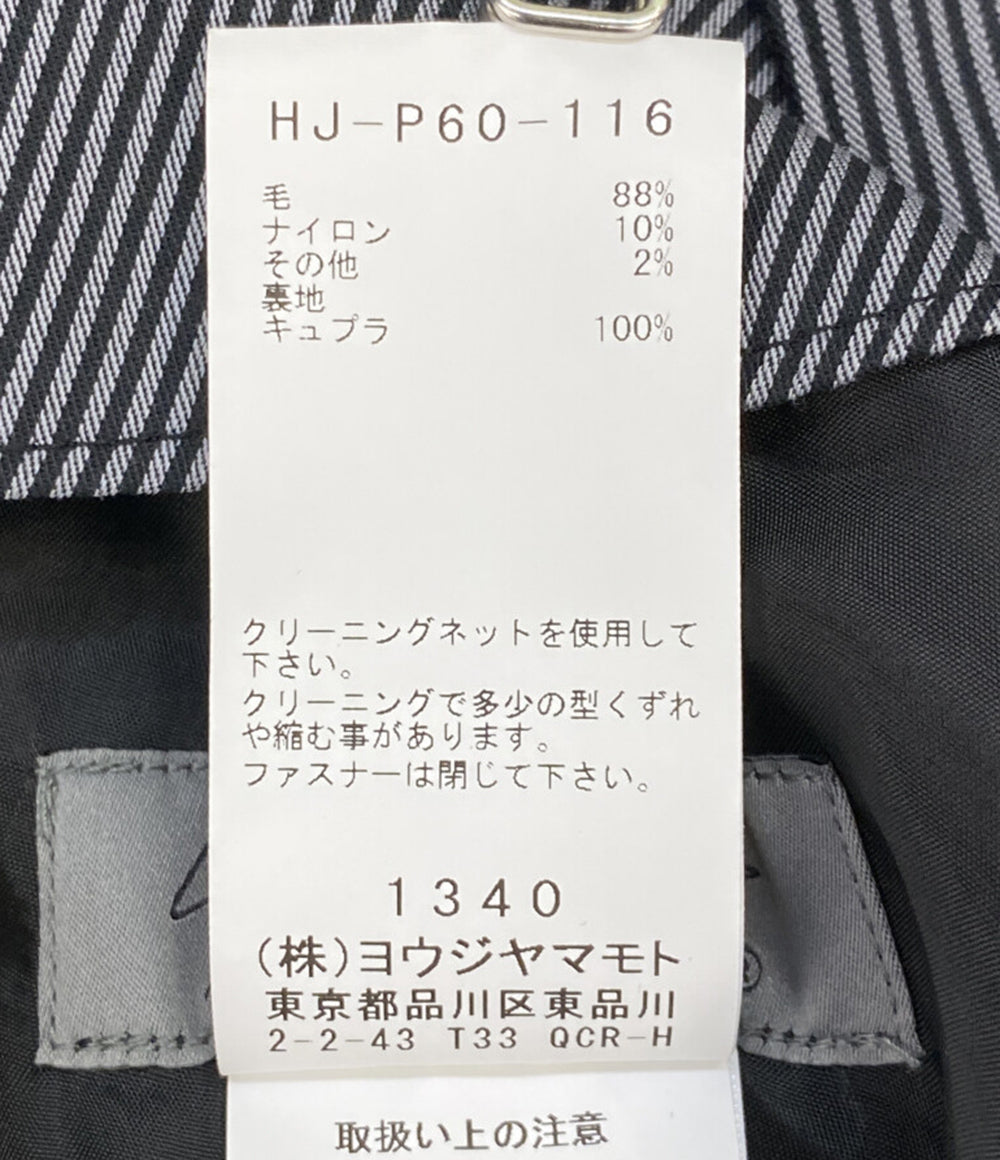 HJ-P60-116
毛 88%
ナイロン 10%
その他 2%
裏地
キュプラ 100%
クリーニングネットを使用して
下さい。
クリーニングで多少の型くずれ
や縮む事があります。
ファスナーは閉じて下さい。
1340
(株)ヨウジヤマモト
東京都品川区東品川
2-2-43 T33 QCR-H
®
取扱い上の注意